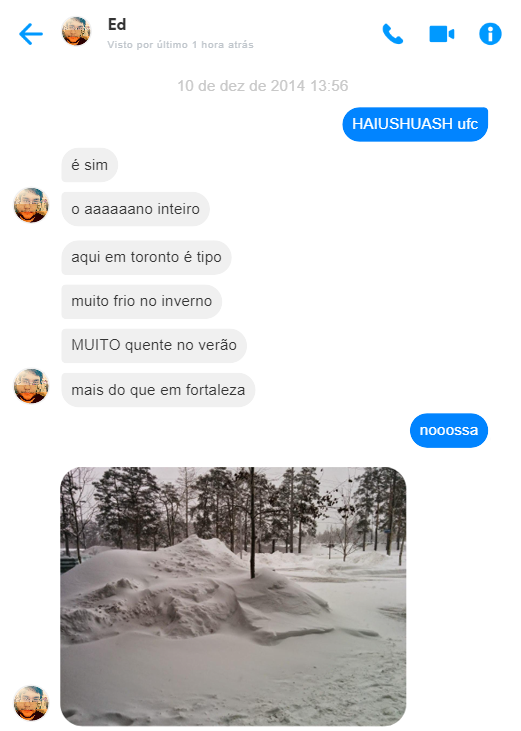 Ed
Visto por último 1 hora atrás
10 de dez de 2014 13:56
HAIUSHUASH ufc
é sim
o aaaaaano inteiro
aqui em toronto é tipo
muito frio no inverno
MUITO quente no verão
mais do que em fortaleza
nooossa